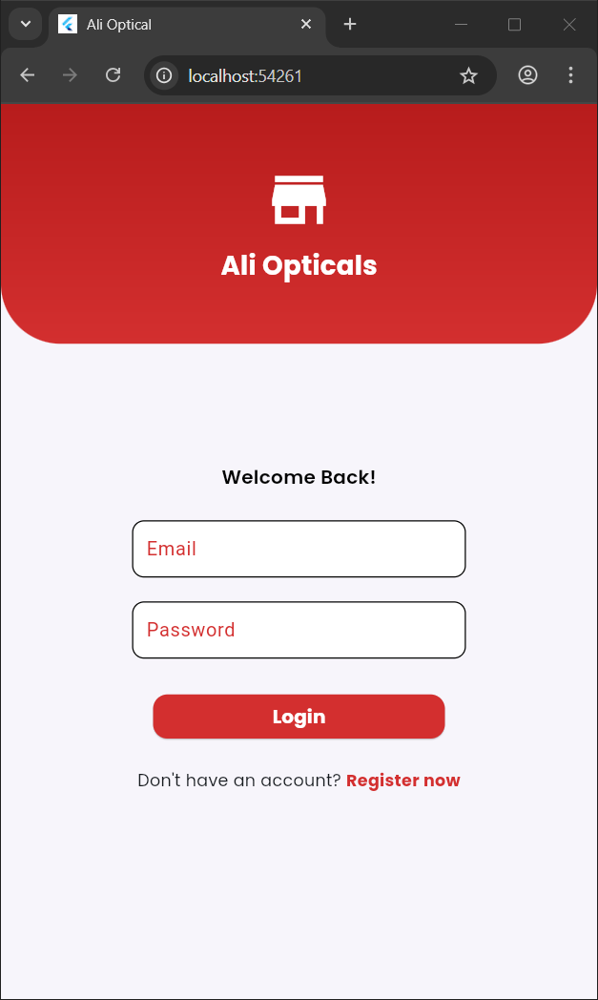 Ali Optical
localhost:54261
Ali Opticals
Welcome Back!
Email
Password
Login
Don't have an account? Register now